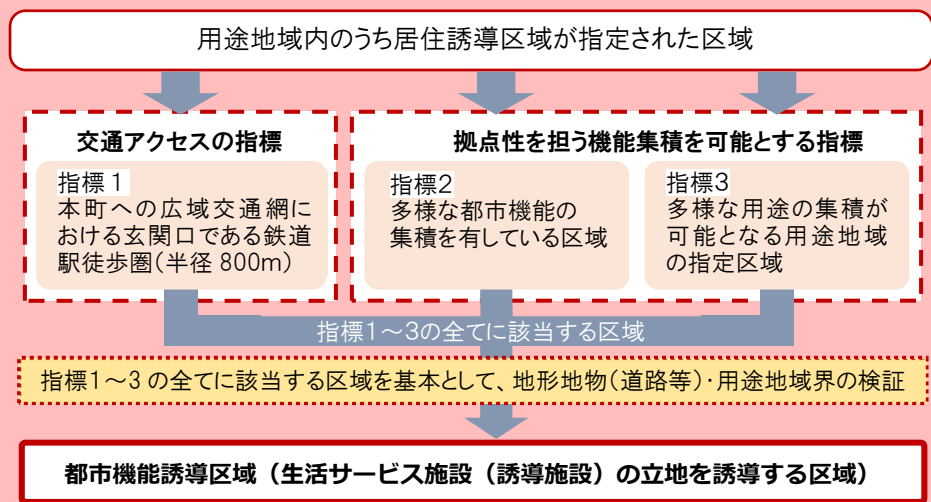 用途地域内のうち居住誘導区域が指定された区域
交通アクセスの指標
指標1
本町への広域交通網に
おける玄関口である鉄道
駅徒歩圏(半径 800m)
拠点性を担う機能集積を可能とする指標
指標2
多様な都市機能の
集積を有している区域
指標3
多様な用途の集積が
可能となる用途地域
の指定区域
指標1～3の全てに該当する区域
指標1～3 の全てに該当する区域を基本として、地形地物(道路等)・用途地域界の検証
都市機能誘導区域（生活サービス施設（誘導施設）の立地を誘導する区域）